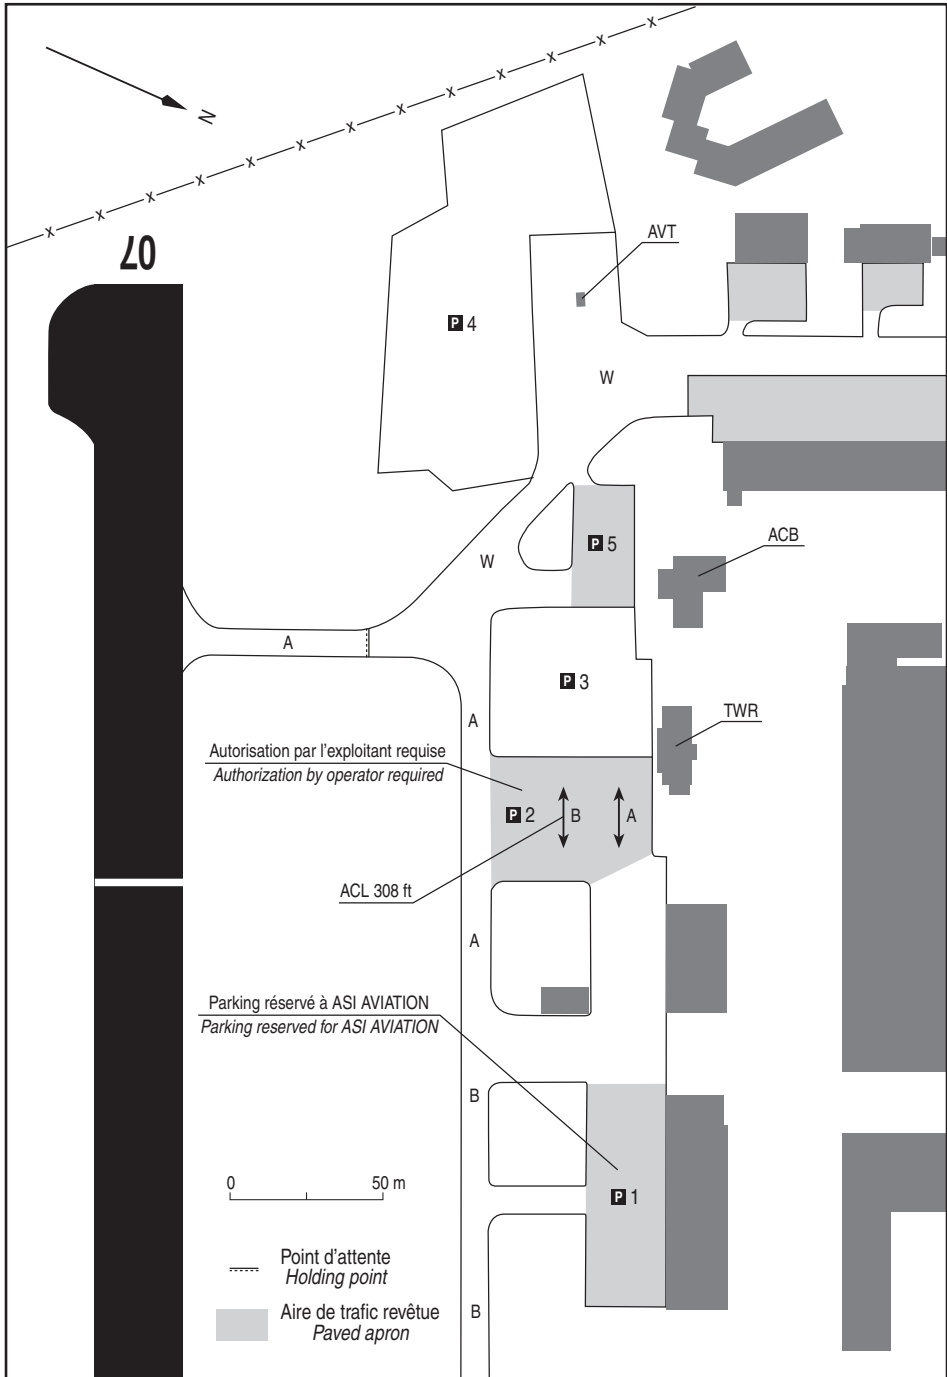 N
07
AVT
P 4
W
ACB
P 5
W
A
P 3
TWR
A
Autorisation par l'exploitant requise
Authorization by operator required
P 2
B
A
ACL 308 ft
A
Parking réservé à ASI AVIATION
Parking reserved for ASI AVIATION
B
0 50 m
P 1
Point d'attente
Holding point
Aire de trafic revêtue
Paved apron
B